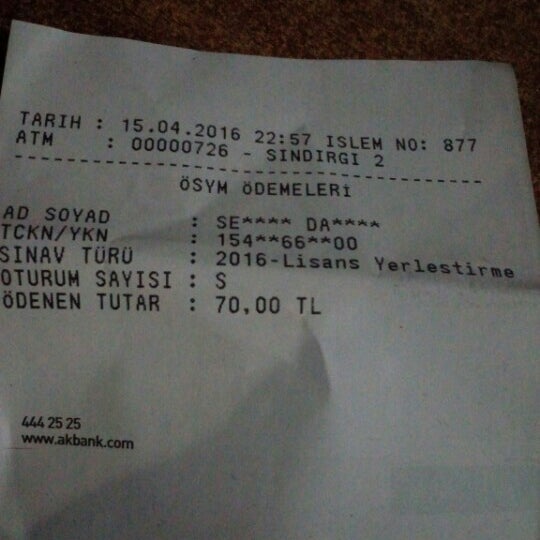 TARIH : 15.04.2016 22:57 ISLEM NO: 877
ATM : 00000726 - SINDIRGI 2
----------------------------------------
ÖSYM ÖDEMELERİ
AD SOYAD : SE**** DA****
TCKN/YKN : 154**66**00
SINAV TÜRÜ : 2016-Lisans Yerlestirme
OTURUM SAYISI : S
ÖDENEN TUTAR : 70,00 TL
444 25 25
www.akbank.com